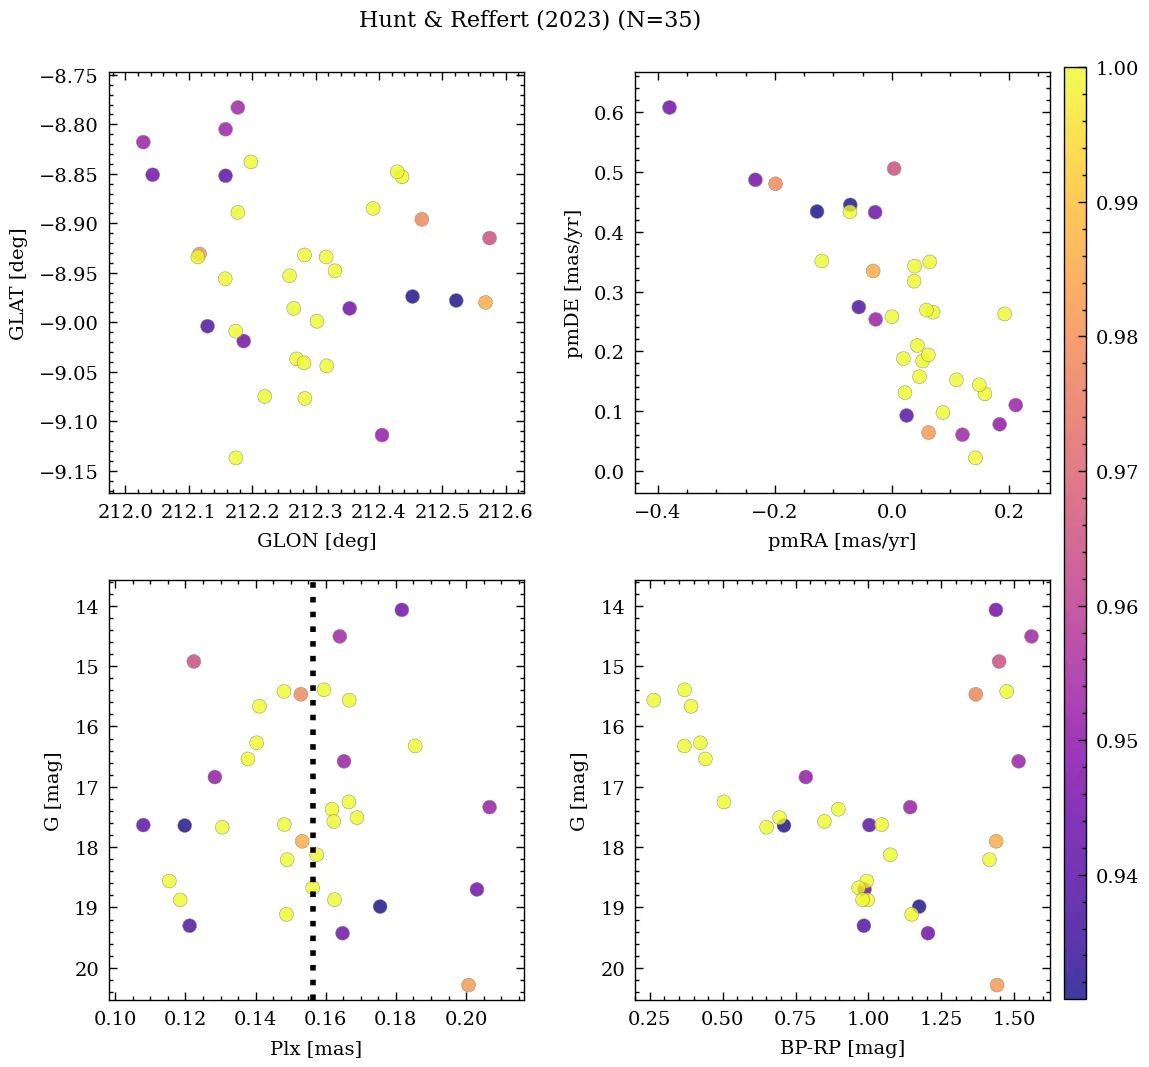 Hunt & Reffert (2023) (N=35)
−8.75
−8.80
−8.85
−8.90
−8.95
−9.00
−9.05
−9.10
−9.15
GLAT [deg]
212.0 212.1 212.2 212.3 212.4 212.5 212.6
GLON [deg]
0.6
0.5
0.4
0.3
0.2
0.1
0.0
pmDE [mas/yr]
−0.4 −0.2 0.0 0.2
pmRA [mas/yr]
14
15
16
17
18
19
20
G [mag]
0.10 0.12 0.14 0.16 0.18 0.20
Plx [mas]
14
15
16
17
18
19
20
G [mag]
0.25 0.50 0.75 1.00 1.25 1.50
BP-RP [mag]
1.00
0.99
0.98
0.97
0.96
0.95
0.94